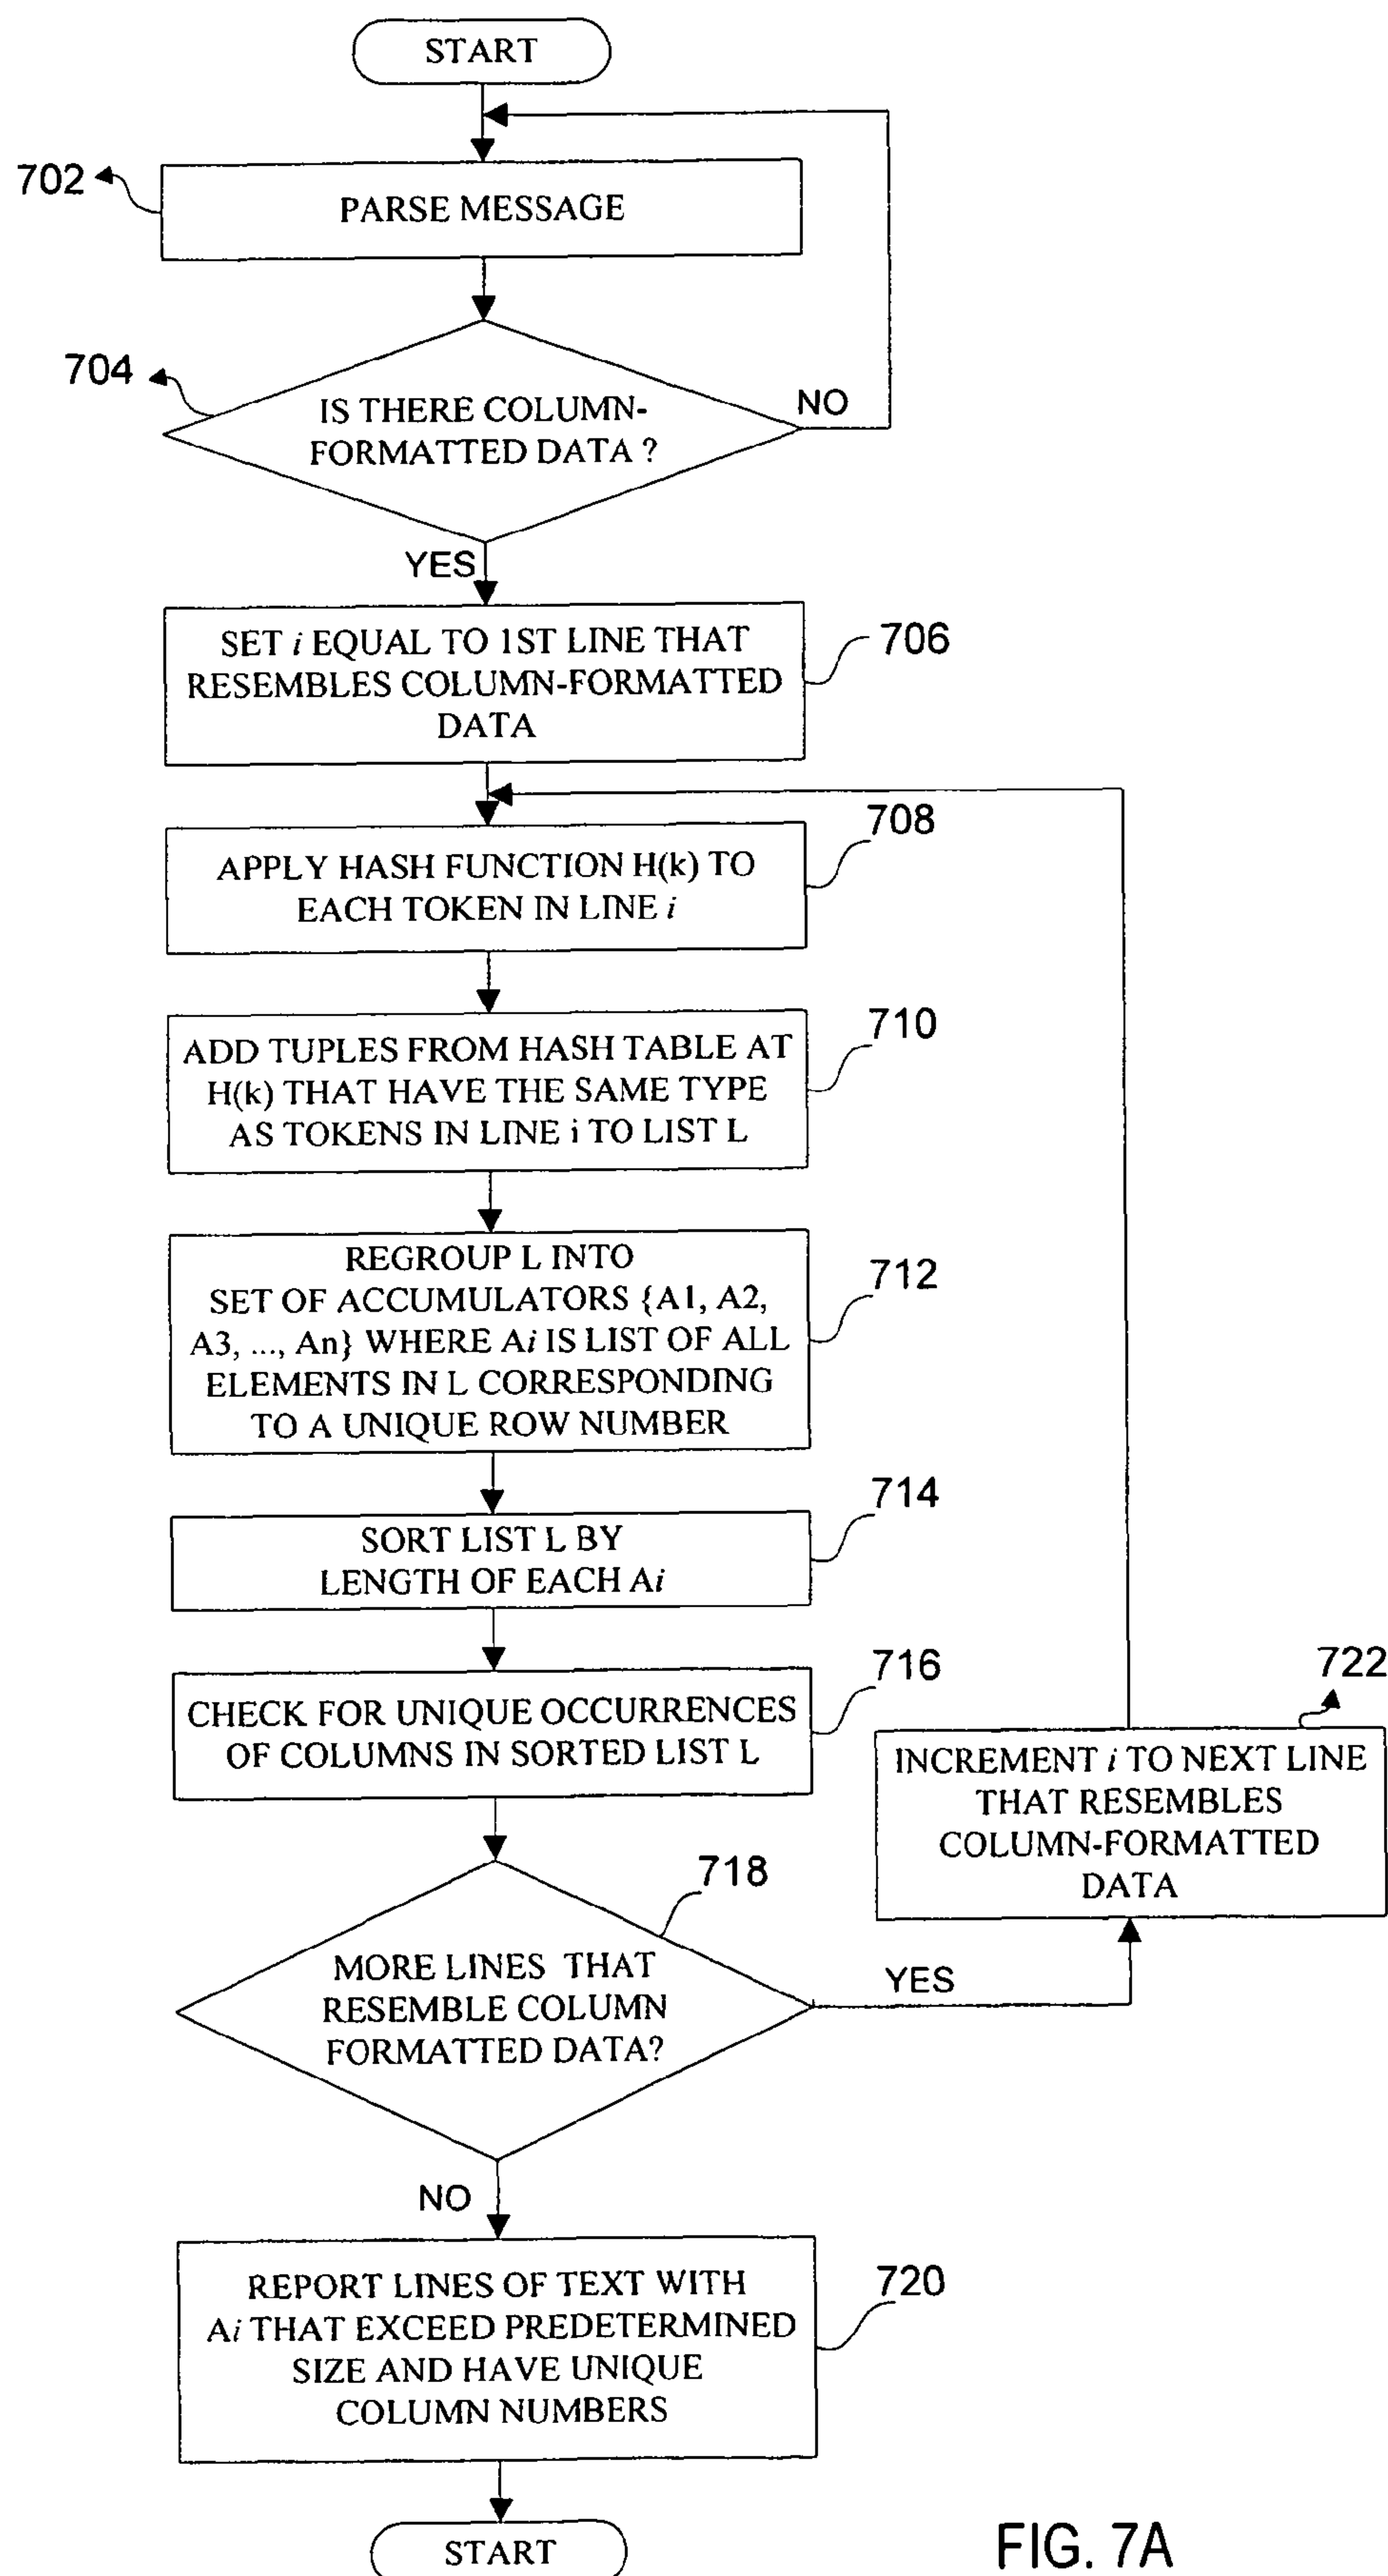 START
702
PARSE MESSAGE
704
IS THERE COLUMN-
FORMATTED DATA ?
NO
YES
SET i EQUAL TO 1ST LINE THAT
RESEMBLES COLUMN-FORMATTED
DATA
706
APPLY HASH FUNCTION H(k) TO
EACH TOKEN IN LINE i
708
ADD TUPLES FROM HASH TABLE AT
H(k) THAT HAVE THE SAME TYPE
AS TOKENS IN LINE i TO LIST L
710
REGROUP L INTO
SET OF ACCUMULATORS {A1, A2,
A3, ..., An} WHERE Ai IS LIST OF ALL
ELEMENTS IN L CORRESPONDING
TO A UNIQUE ROW NUMBER
712
SORT LIST L BY
LENGTH OF EACH Ai
714
CHECK FOR UNIQUE OCCURRENCES
OF COLUMNS IN SORTED LIST L
716
MORE LINES THAT
RESEMBLE COLUMN
FORMATTED DATA?
718
YES
INCREMENT i TO NEXT LINE
THAT RESEMBLES
COLUMN-FORMATTED
DATA
722
NO
REPORT LINES OF TEXT WITH
Ai THAT EXCEED PREDETERMINED
SIZE AND HAVE UNIQUE
COLUMN NUMBERS
720
START
FIG. 7A